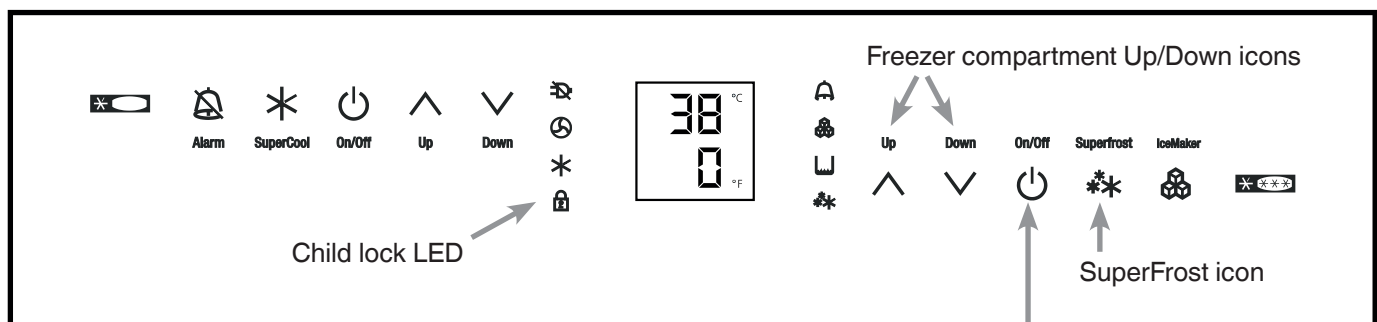 Freezer compartment Up/Down icons
38 °C
0 °F
Alarm SuperCool On/Off Up Down
Up Down On/Off Superfrost IceMaker
Child lock LED
SuperFrost icon